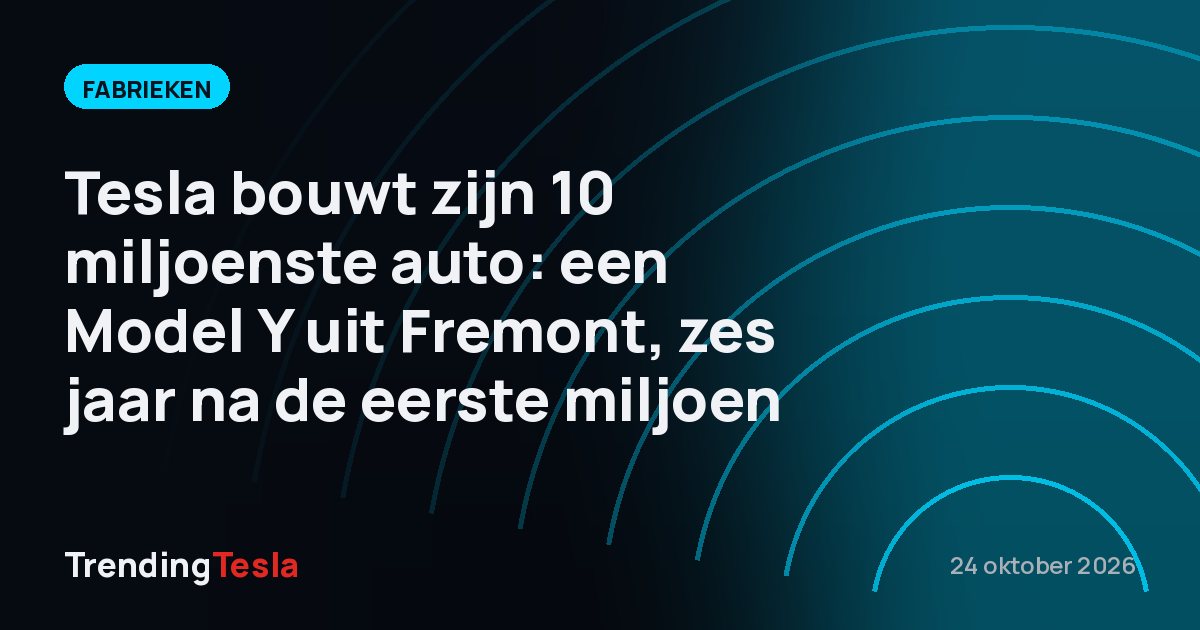 FABRIEKEN
Tesla bouwt zijn 10
miljoenste auto: een
Model Y uit Fremont, zes
jaar na de eerste miljoen
TrendingTesla
24 oktober 2026